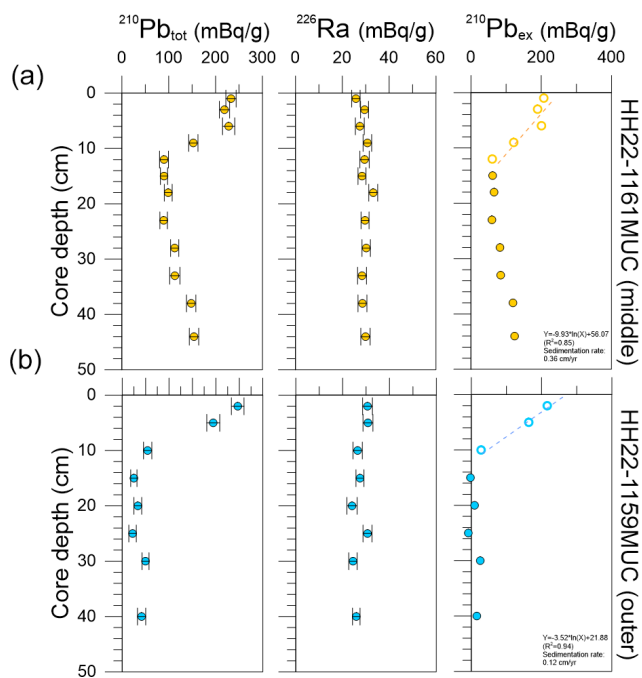 ²¹⁰Pbtot (mBq/g) ²²⁶Ra (mBq/g) ²¹⁰Pbex (mBq/g)
0 100 200 300 0 20 40 60 0 200 400
(a)
0
10
20
30
40
50
Core depth (cm)
Y=-9.93*ln(X)+56.07
(R²=0.85)
Sedimentation rate:
0.36 cm/yr
HH22-1161MUC (middle)
(b)
0
10
20
30
40
50
Core depth (cm)
Y=-3.52*ln(X)+21.88
(R²=0.94)
Sedimentation rate:
0.12 cm/yr
HH22-1159MUC (outer)